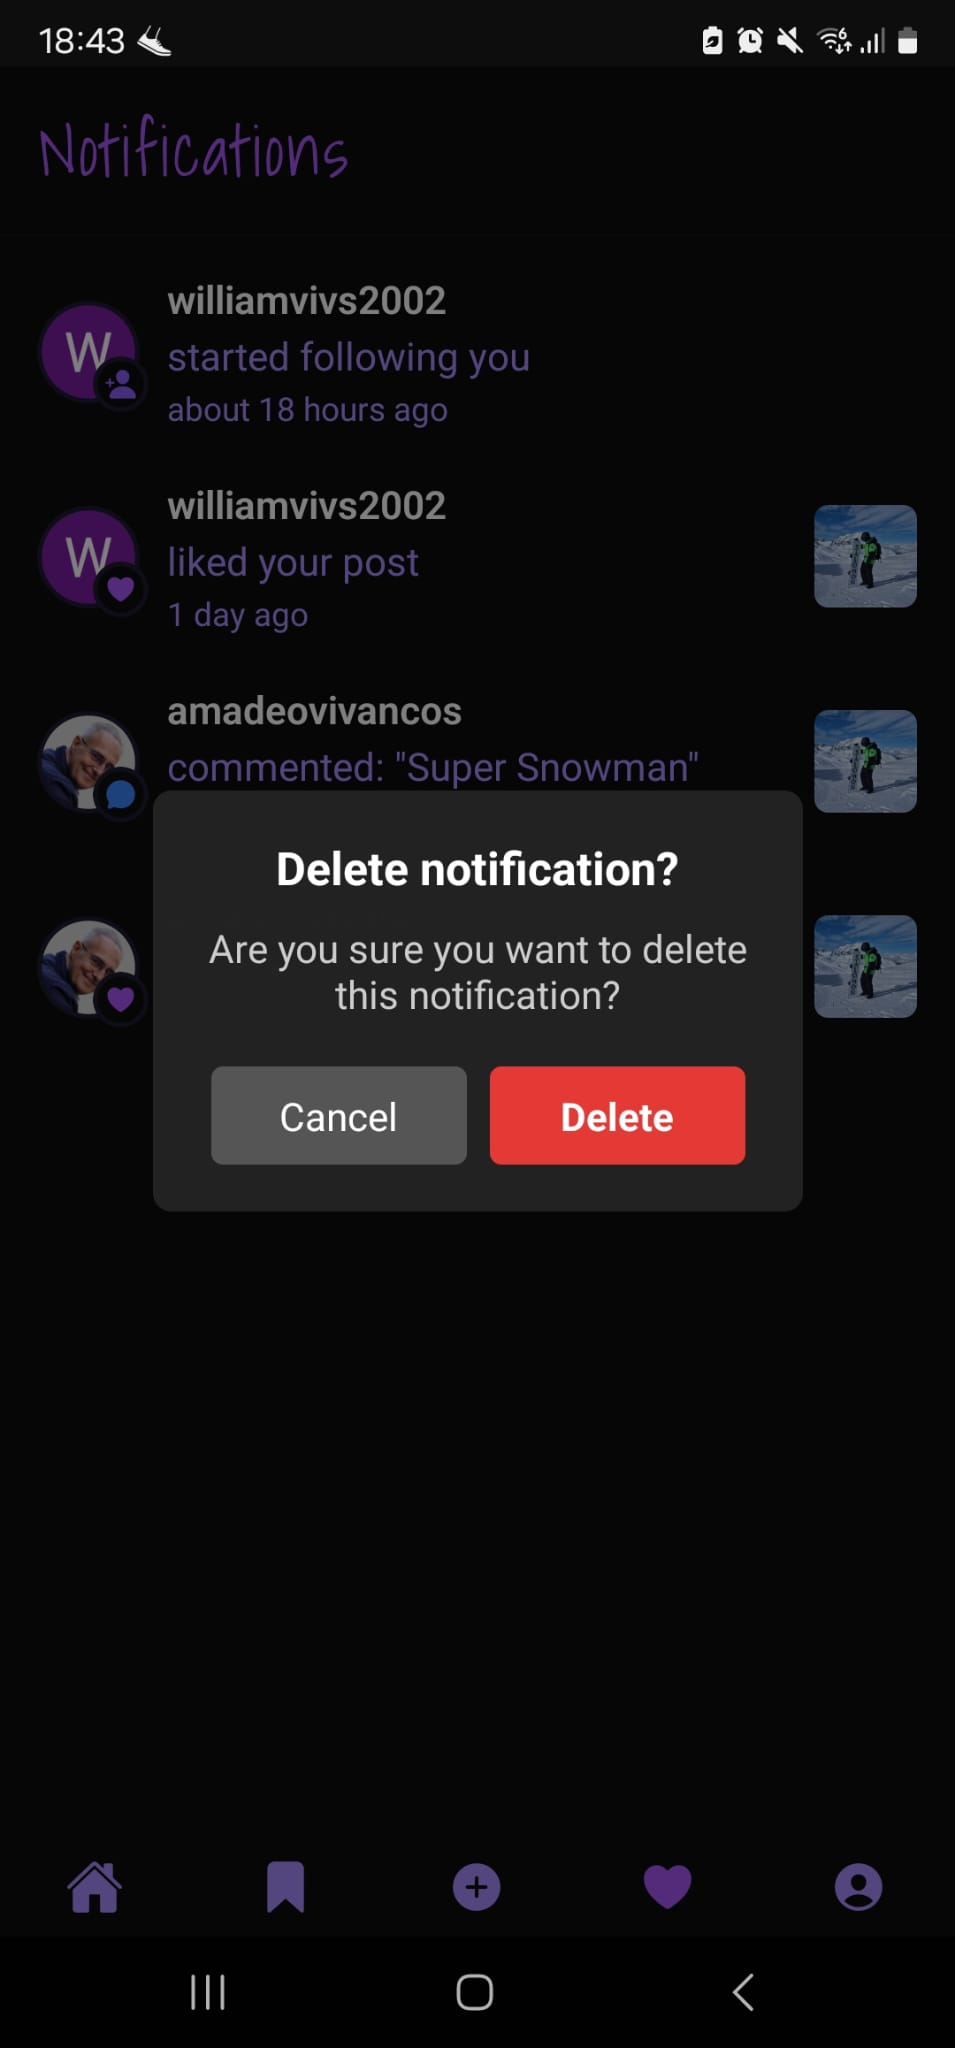 18:43
6
Notifications
williamvivs2002
W
started following you
about 18 hours ago
williamvivs2002
W
liked your post
1 day ago
amadeovivancos
commented: "Super Snowman"
Delete notification?
Are you sure you want to delete
this notification?
Cancel
Delete